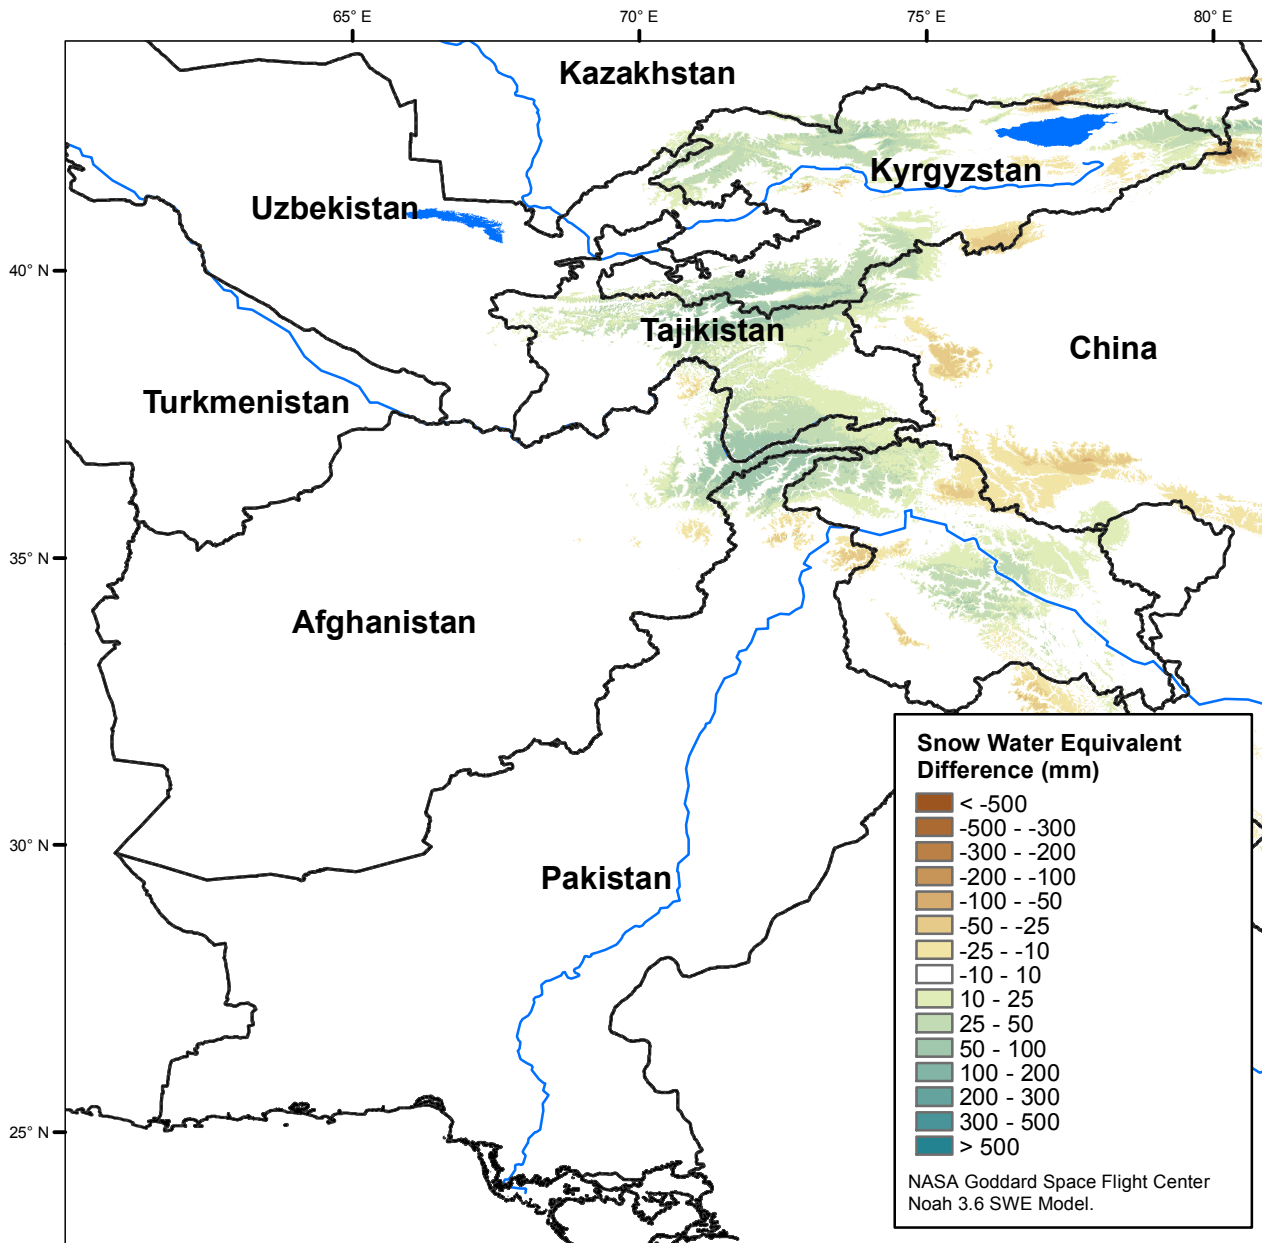 65° E
70° E
75° E
80° E
Kazakhstan
Kyrgyzstan
Uzbekistan
40° N
Tajikistan
China
Turkmenistan
35° N
Afghanistan
30° N
Pakistan
25° N
Snow Water Equivalent
Difference (mm)
< -500
-500 - -300
-300 - -200
-200 - -100
-100 - -50
-50 - -25
-25 - -10
-10 - 10
10 - 25
25 - 50
50 - 100
100 - 200
200 - 300
300 - 500
> 500
NASA Goddard Space Flight Center
Noah 3.6 SWE Model.